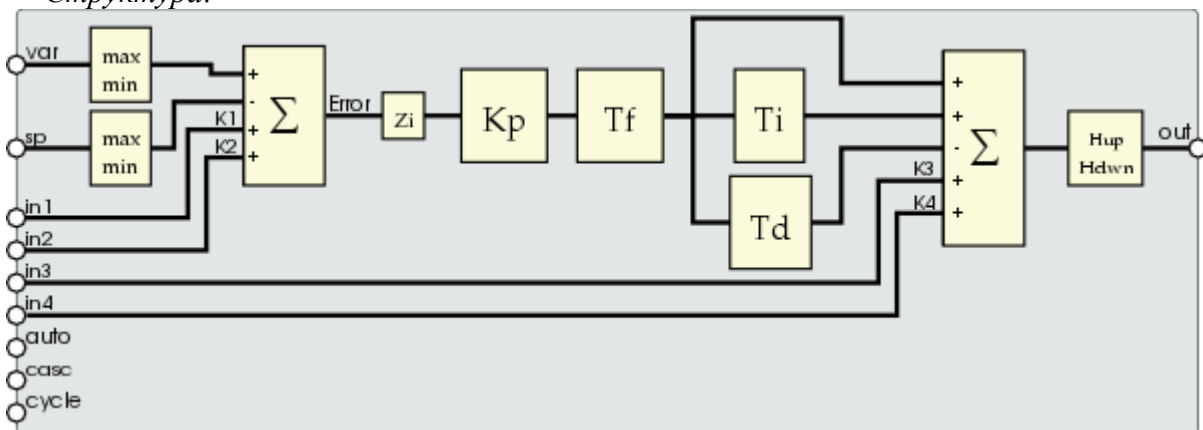 Структура:
var
max
min
+
-
K1
+
K2
+
Σ
Error
Zi
Kp
Tf
Ti
Td
+
+
-
K3
+
K4
+
Σ
Hup
Hdwn
out
sp
max
min
in1
in2
in3
in4
auto
casc
cycle